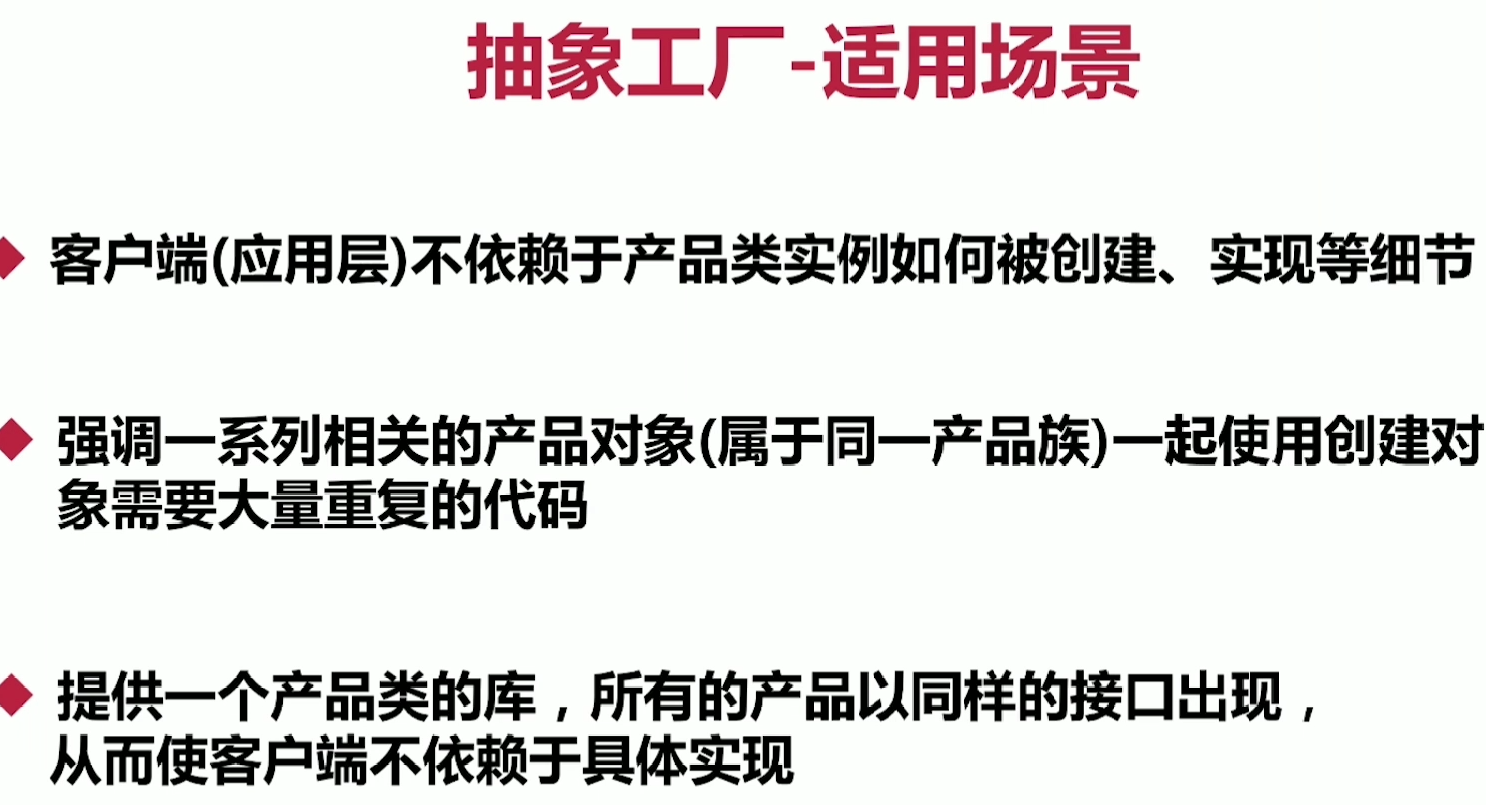 抽象工厂-适用场景
客户端(应用层)不依赖于产品类实例如何被创建、实现等细节
强调一系列相关的产品对象(属于同一产品族)一起使用创建对
象需要大量重复的代码
提供一个产品类的库，所有的产品以同样的接口出现，
从而使客户端不依赖于具体实现